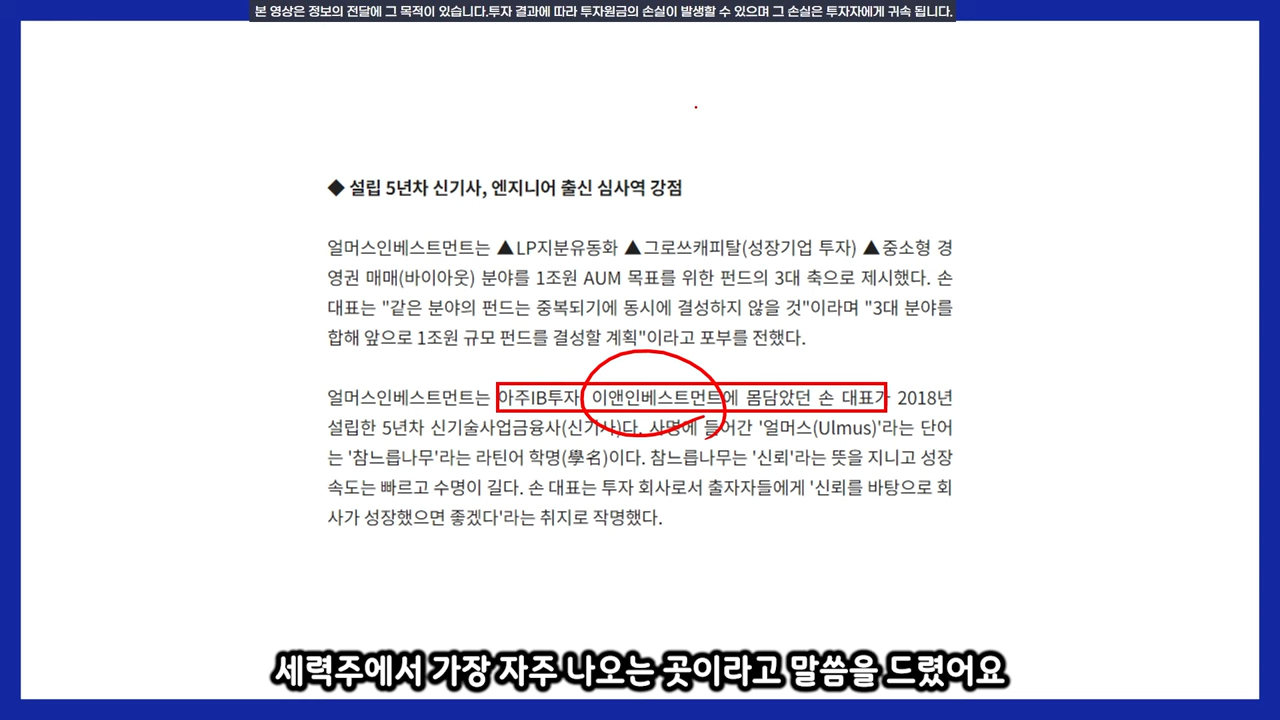 본 영상은 정보의 전달에 그 목적이 있습니다.투자 결과에 따라 투자원금의 손실이 발생할 수 있으며 그 손실은 투자자에게 귀속 됩니다.
◆ 설립 5년차 신기사, 엔지니어 출신 심사역 강점
얼머스인베스트먼트는 ▲LP지분유동화 ▲그로쓰캐피탈(성장기업 투자) ▲중소형 경
영권 매매(바이아웃) 분야를 1조원 AUM 목표를 위한 펀드의 3대 축으로 제시했다. 손
대표는 "같은 분야의 펀드는 중복되기에 동시에 결성하지 않을 것"이라며 "3대 분야를
합해 앞으로 1조원 규모 펀드를 결성할 계획"이라고 포부를 전했다.
얼머스인베스트먼트는 아주IB투자 이앤인베스트먼트에 몸담았던 손 대표가 2018년
설립한 5년차 신기술사업금융사(신기사)다. 사명에 들어간 '얼머스(Ulmus)'라는 단어
는 '참느릅나무'라는 라틴어 학명(學名)이다. 참느릅나무는 '신뢰'라는 뜻을 지니고 성장
속도는 빠르고 수명이 길다. 손 대표는 투자 회사로서 출자자들에게 '신뢰를 바탕으로 회
사가 성장했으면 좋겠다'라는 취지로 작명했다.
세력주에서 가장 자주 나오는 곳이라고 말씀을 드렸어요